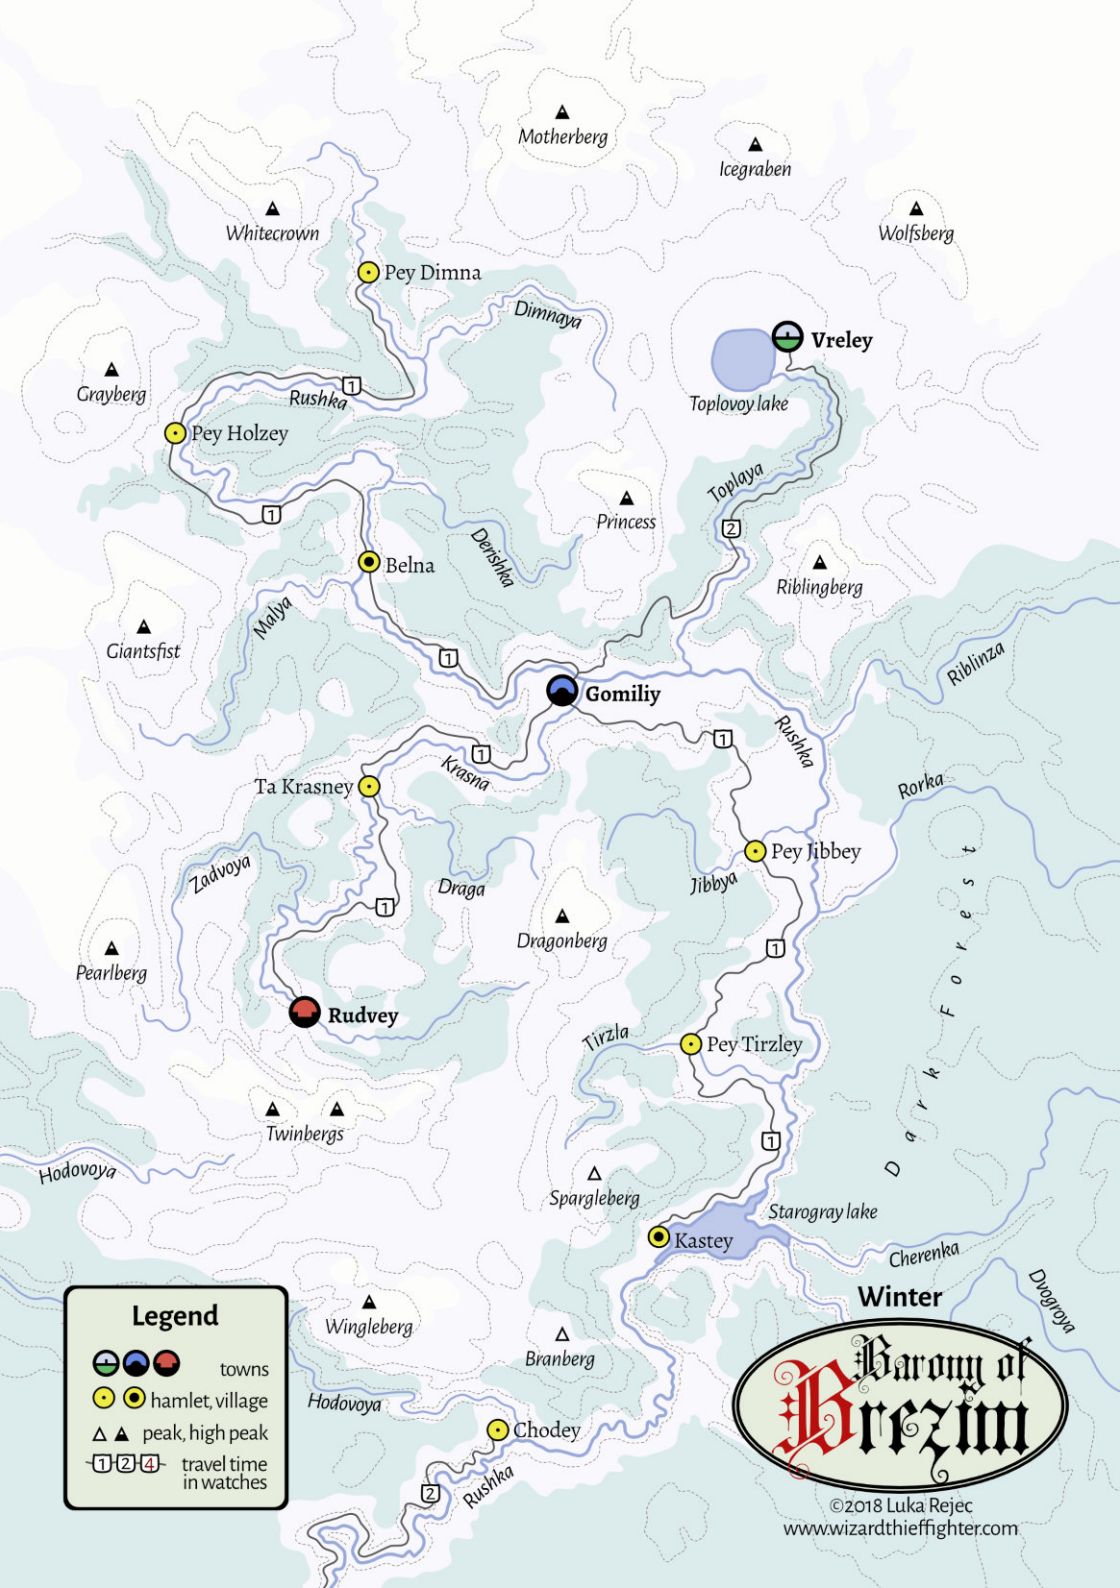 Motherberg
Icegraben
Whitecrown
Wolfsberg
Pey Dimna
Dimnaya
Vreley
Grayberg
1
Rushka
Toplovoy lake
Pey Holzey
Toplaya
Princess
1
2
Derishka
Belna
Riblingberg
Malya
Giantsfist
1
Riblinza
Gomiliy
Rushka
1
1
Krasna
Ta Krasney
Rorka
Pey Jibbey
Zadvoya
Draga
Jibbya
1
Dragonberg
1
Pearlberg
Dark Forest
Rudvey
Tirzla
Pey Tirzley
Twinbergs
1
Hodovoya
Spargleberg
Starogray lake
Kastey
Cherenka
Dvogroya
Winter
Wingleberg
Branberg
Hodovoya
Chodey
2
Rushka
Legend
towns
hamlet, village
peak, high peak
1 2 4 travel time
in watches
Barony of
Brezim
©2018 Luka Rejec
www.wizardthieffighter.com